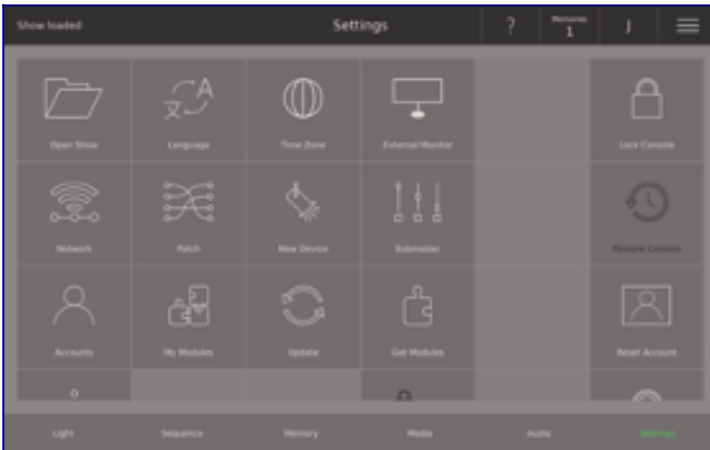 Show loaded
Settings
?
Memories
1
J
Open Show
Language
Time Zone
External Monitor
Lock Console
Network
Patch
New Device
Submaster
Restore Console
Accounts
My Modules
Update
Get Modules
Reset Account
Light
Sequence
Memory
Media
Audio
Settings